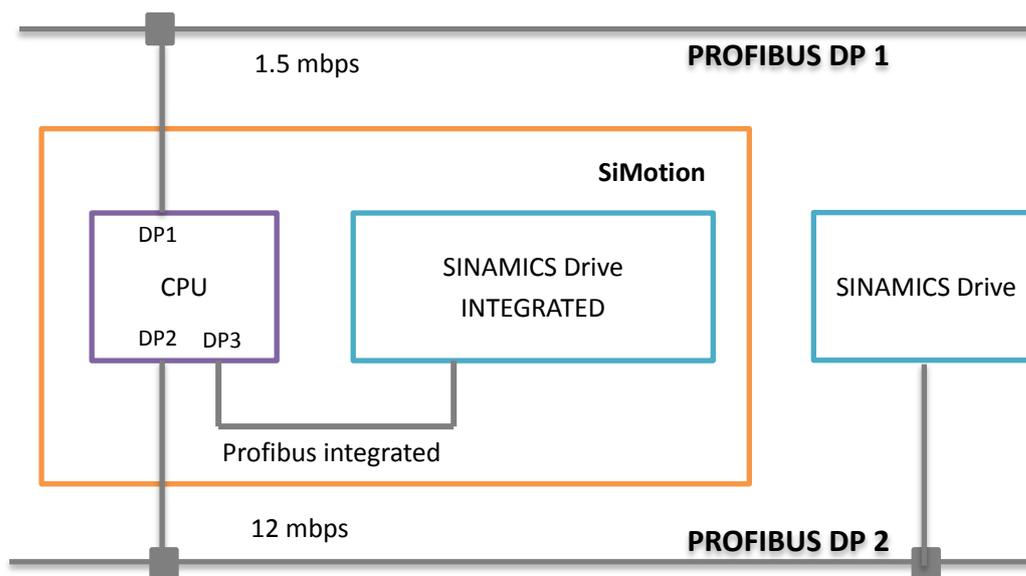 1.5 mbps
PROFIBUS DP 1
SiMotion
DP1
CPU
DP2 DP3
SINAMICS Drive
INTEGRATED
SINAMICS Drive
Profibus integrated
12 mbps
PROFIBUS DP 2